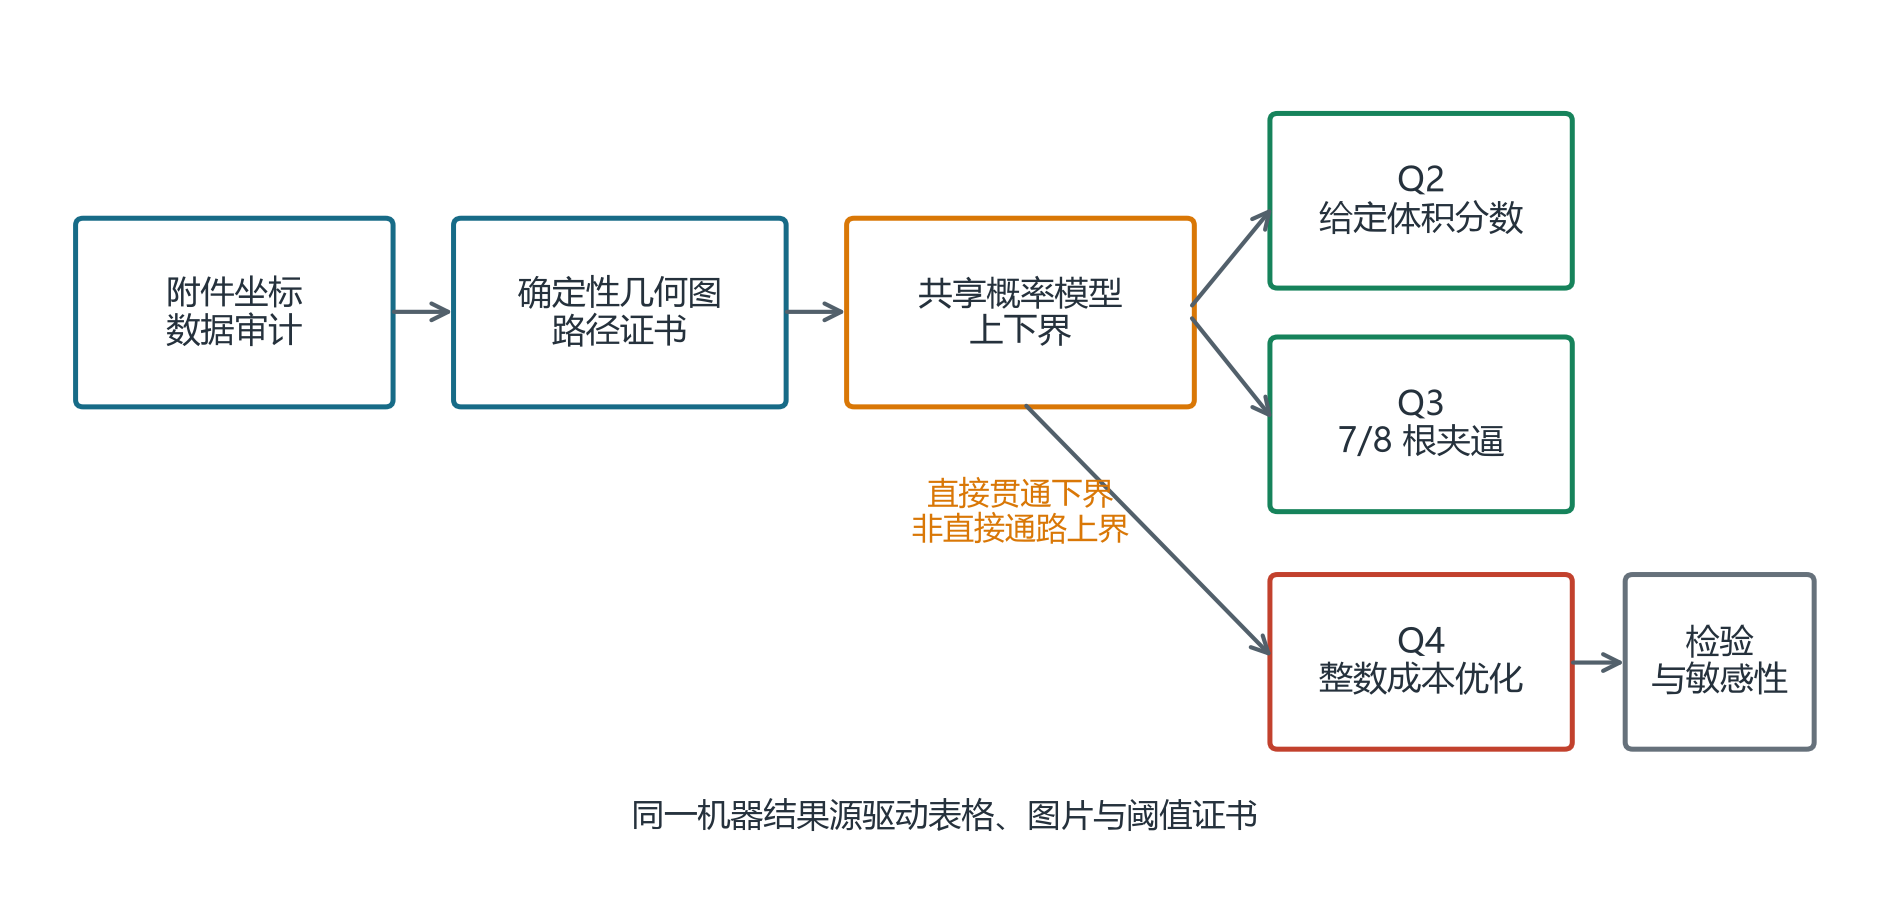 附件坐标
数据审计
确定性几何图
路径证书
共享概率模型
上下界
Q2
给定体积分数
Q3
7/8 根夹逼
直接贯通下界
非直接通路上界
Q4
整数成本优化
检验
与敏感性
同一机器结果源驱动表格、图片与阈值证书